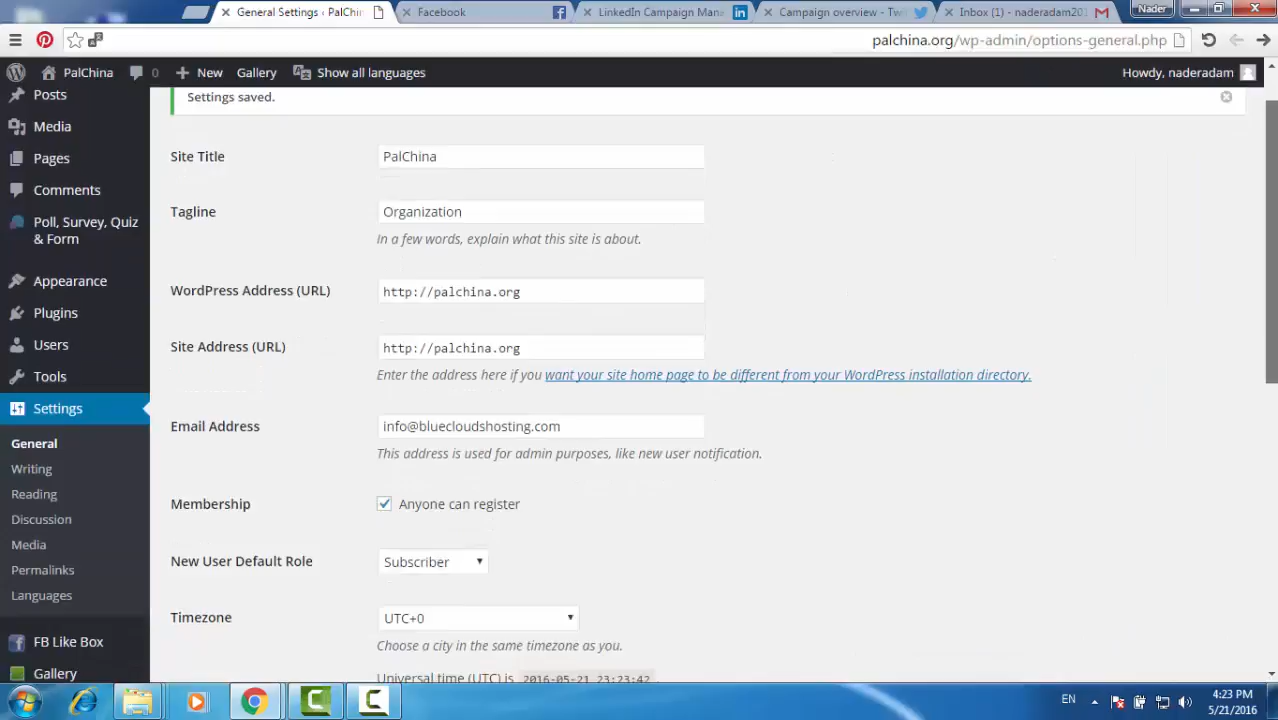 General Settings ‹ PalChin
Facebook
LinkedIn Campaign Mana
Campaign overview - Twi
Inbox (1) - naderadam201
Nader
palchina.org/wp-admin/options-general.php
PalChina
0
New
Gallery
Show all languages
Howdy, naderadam
Posts
Media
Pages
Comments
Poll, Survey, Quiz
& Form
Appearance
Plugins
Users
Tools
Settings
General
Writing
Reading
Discussion
Media
Permalinks
Languages
FB Like Box
Gallery
Settings saved.
Site Title
PalChina
Tagline
Organization
In a few words, explain what this site is about.
WordPress Address (URL)
http://palchina.org
Site Address (URL)
http://palchina.org
Enter the address here if you want your site home page to be different from your WordPress installation directory.
Email Address
info@bluecloudshosting.com
This address is used for admin purposes, like new user notification.
Membership
Anyone can register
New User Default Role
Subscriber
Timezone
UTC+0
Choose a city in the same timezone as you.
Universal time (UTC) is 2016-05-21 23:23:42
EN
4:23 PM
5/21/2016